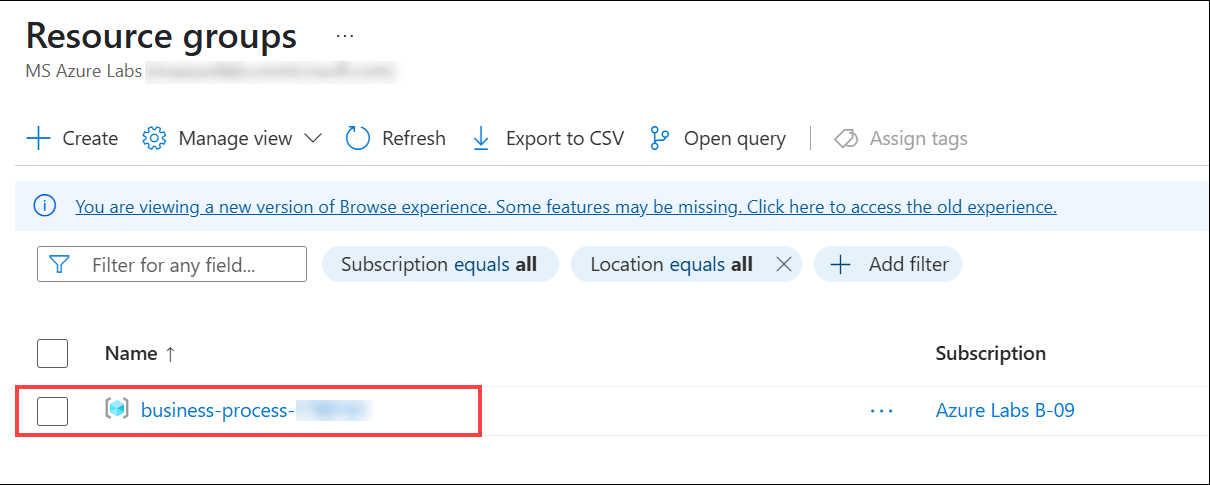 Resource groups ...
MS Azure Labs
Create Manage view Refresh Export to CSV Open query Assign tags
You are viewing a new version of Browse experience. Some features may be missing. Click here to access the old experience.
Filter for any field... Subscription equals all Location equals all Add filter
Name ↑ Subscription
business-process- ... Azure Labs B-09